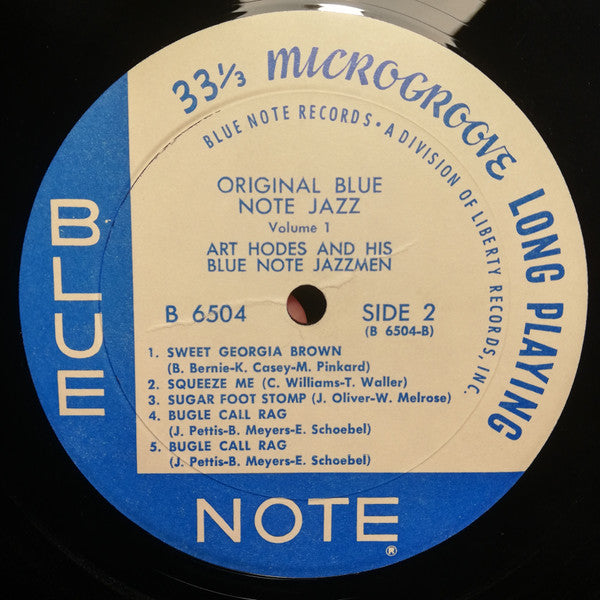 33⅓ MICROGROOVE LONG PLAYING
BLUE NOTE RECORDS • A DIVISION OF LIBERTY RECORDS, INC.
BLUE
ORIGINAL BLUE
NOTE JAZZ
Volume 1
ART HODES AND HIS
BLUE NOTE JAZZMEN
B 6504 SIDE 2
(B 6504-B)
1. SWEET GEORGIA BROWN
(B. Bernie-K. Casey-M. Pinkard)
2. SQUEEZE ME (C. Williams-T. Waller)
3. SUGAR FOOT STOMP (J. Oliver-W. Melrose)
4. BUGLE CALL RAG
(J. Pettis-B. Meyers-E. Schoebel)
5. BUGLE CALL RAG
(J. Pettis-B. Meyers-E. Schoebel)
NOTE®